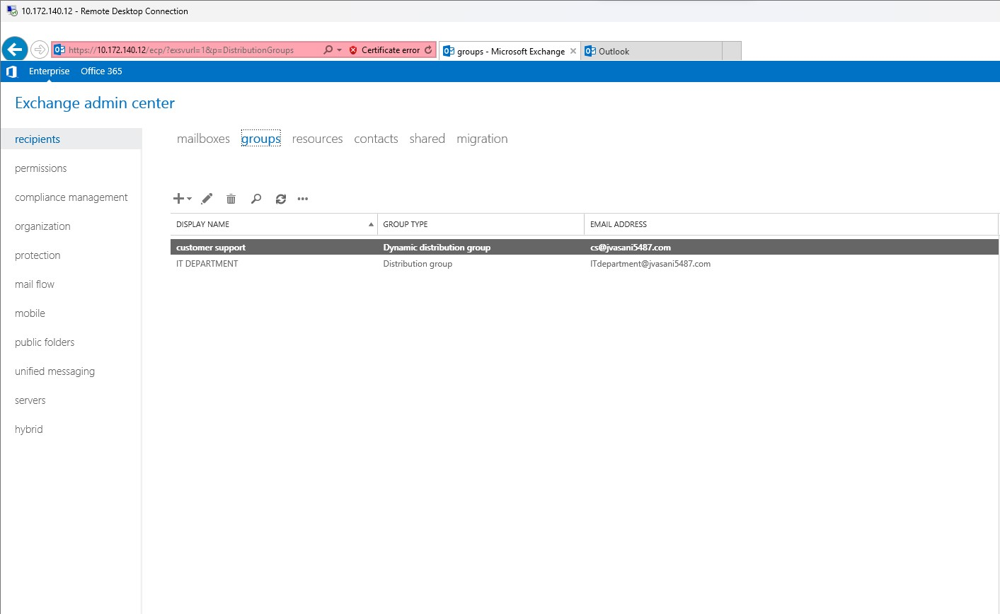 10.172.140.12 - Remote Desktop Connection
https://10.172.140.12/ecp/?exsvurl=1&p=DistributionGroups Certificate error groups - Microsoft Exchange Outlook
Enterprise Office 365
Exchange admin center
recipients
permissions
compliance management
organization
protection
mail flow
mobile
public folders
unified messaging
servers
hybrid
mailboxes groups resources contacts shared migration
DISPLAY NAME GROUP TYPE EMAIL ADDRESS
customer support Dynamic distribution group cs@jvasani5487.com
IT DEPARTMENT Distribution group ITdepartment@jvasani5487.com